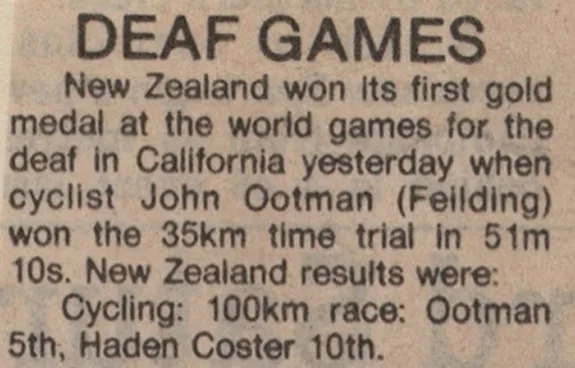 DEAF GAMES
New Zealand won its first gold
medal at the world games for the
deaf in California yesterday when
cyclist John Ootman (Feilding)
won the 35km time trial in 51m
10s. New Zealand results were:
Cycling: 100km race: Ootman
5th, Haden Coster 10th.